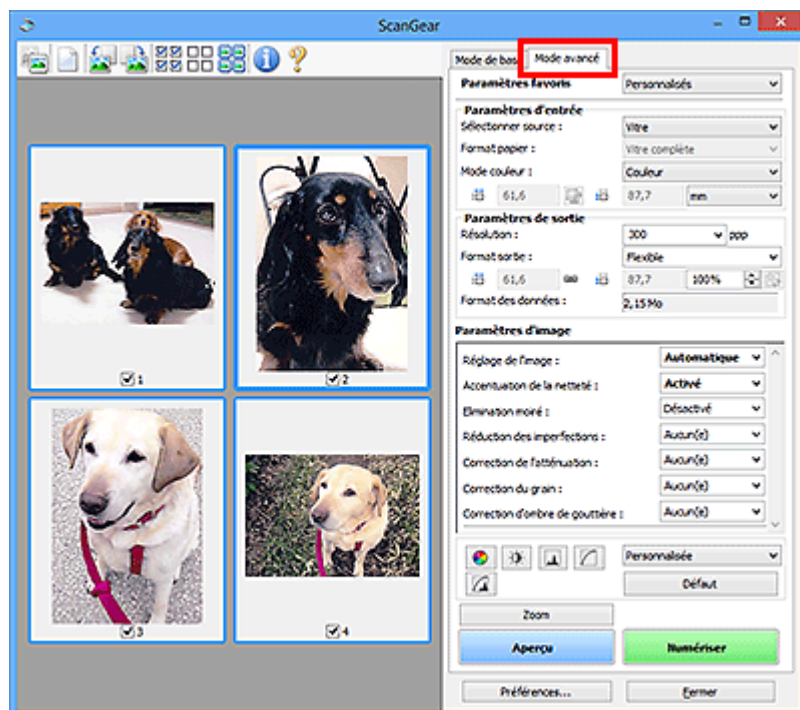 ScanGear
Mode de bas Mode avancé
Paramètres favoris Personnalisés
Paramètres d'entrée
Sélectionner source : Vitre
Format papier : Vitre complète
Mode couleur : Couleur
61,6 87,7 mm
Paramètres de sortie
Résolution : 300 ppp
Format sortie : Flexible
61,6 87,7 100%
Format des données : 2,15 Mo
Paramètres d'image
Réglage de l'image : Automatique
Accentuation de la netteté : Activé
Elimination moiré : Désactivé
Réduction des imperfections : Aucun(e)
Correction de l'atténuation : Aucun(e)
Correction du grain : Aucun(e)
Correction d'ombre de gouttière : Aucun(e)
Personnalisée
Défaut
Zoom
Aperçu Numériser
Préférences... Fermer
1
2
3
4